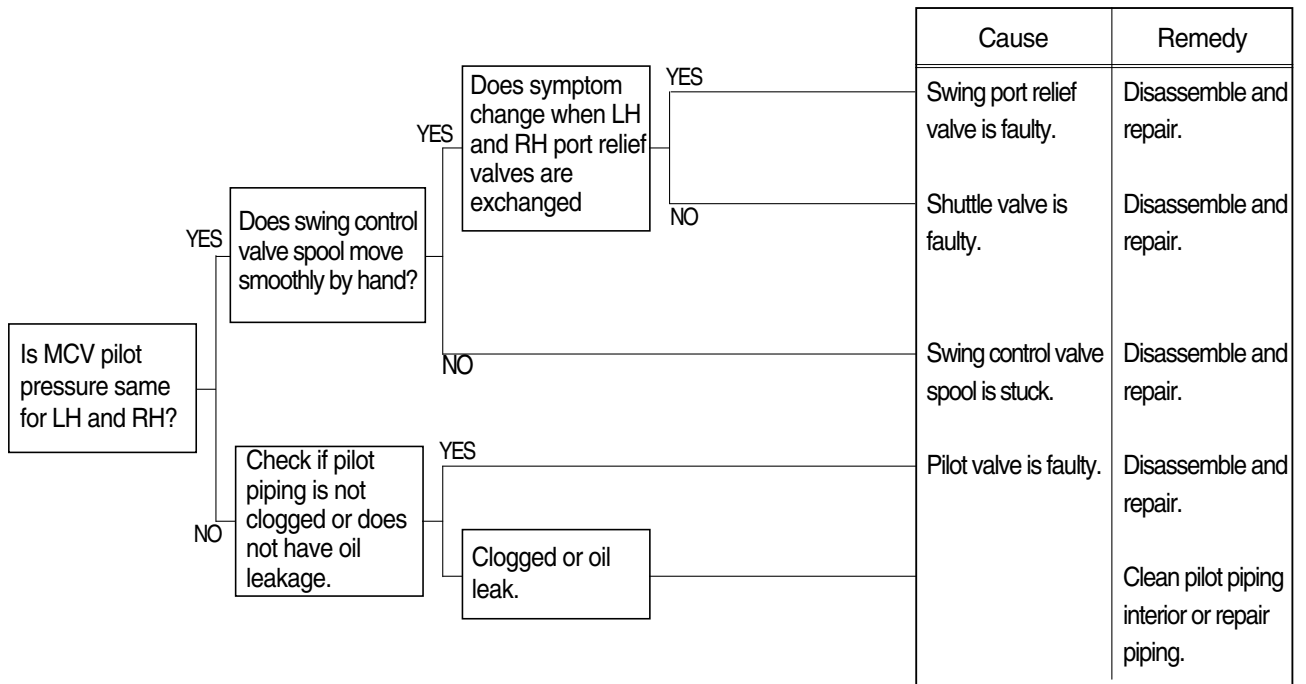 Is MCV pilot
pressure same
for LH and RH?
YES
NO
Does swing control
valve spool move
smoothly by hand?
YES
NO
Does symptom
change when LH
and RH port relief
valves are
exchanged
YES
NO
Check if pilot
piping is not
clogged or does
not have oil
leakage.
YES
Clogged or oil
leak.
Cause
Remedy
Swing port relief
valve is faulty.
Disassemble and
repair.
Shuttle valve is
faulty.
Disassemble and
repair.
Swing control valve
spool is stuck.
Disassemble and
repair.
Pilot valve is faulty.
Disassemble and
repair.
Clean pilot piping
interior or repair
piping.